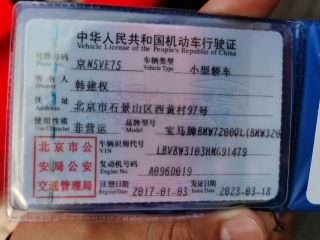 中华人民共和国机动车行驶证
Vehicle License of the People's Republic of China
号牌号码 京N5VE75 车辆类型 小型轿车
Plate No. Vehicle Type
所有人 韩建权
Owner
住址 北京市石景山区西黄村97号
Address
使用性质 非营运 品牌型号 宝马牌BMW7200
Use Character Model
北京市公安局公安交通管理局
车辆识别代号 LBV8W3103HMG91479
VIN
发动机号码 A096D019
Engine No.
注册日期 2017-01-03 发证日期 2023-03-18
Register Date Issue Date